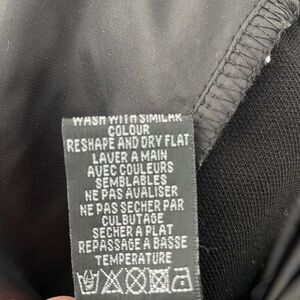 WASH WITH SIMILAR
COLOUR
RESHAPE AND DRY FLAT
LAVER A MAIN
AVEC COULEURS
SEMBLABLES
NE PAS AVALISER
NE PAS SECHER PAR
CULBUTAGE
SECHER A PLAT
REPASSAGE A BASSE
TEMPERATURE